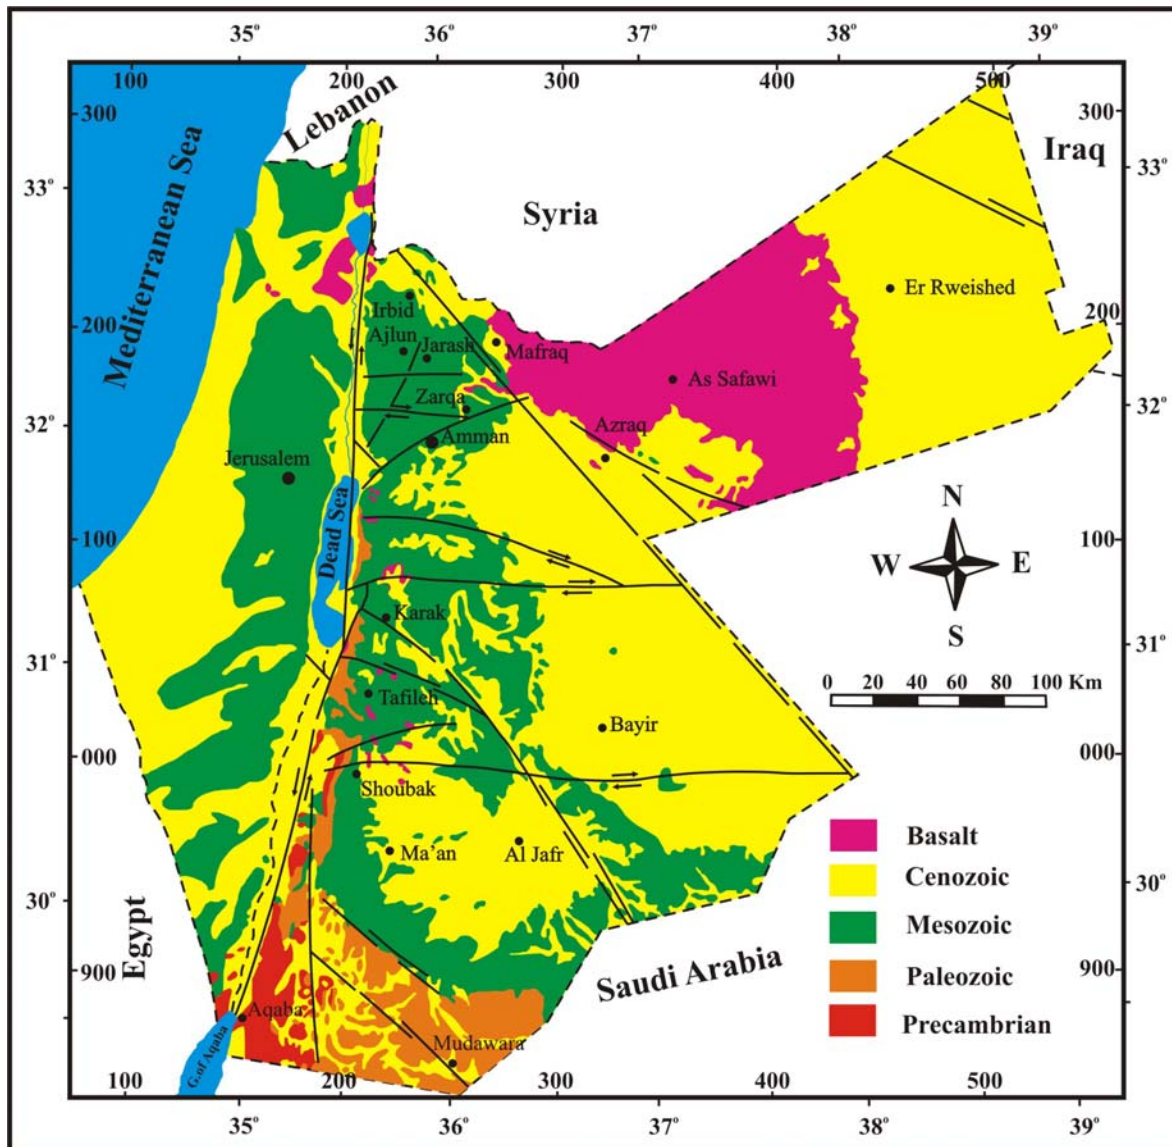 35° 36° 37° 38° 39°
100 200 300 400 500
300 300
Lebanon
Mediterranean Sea
Iraq
33° 33°
Syria
Er Rweished
Irbid
200 200
Ajlun
Jarash
Mafraq
As Safawi
Zarqa
32° 32°
Azraq
Amman
Jerusalem
Dead Sea
N
100 100
W E
S
Karak
31° 31°
0 20 40 60 80 100 Km
Tafileh
Bayir
000 000
Shoubak
Basalt
Ma'an
Al Jafr
Cenozoic
30° 30°
Mesozoic
Egypt
Saudi Arabia
900 900
Paleozoic
Aqaba
Precambrian
Mudawara
G.of Aqaba
100 200 300 400 500
35° 36° 37° 38° 39°